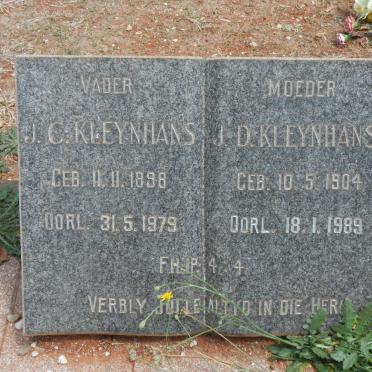 VADER MOEDER
J. C. KLEYNHANS J. D. KLEYNHANS
GEB. 11. 11. 1898 GEB. 10. 5. 1904
OORL. 31. 5. 1979 OORL. 18. 1. 1989
FILIP. 4. 4
VERBLY JULLE ALTYD IN DIE HERE